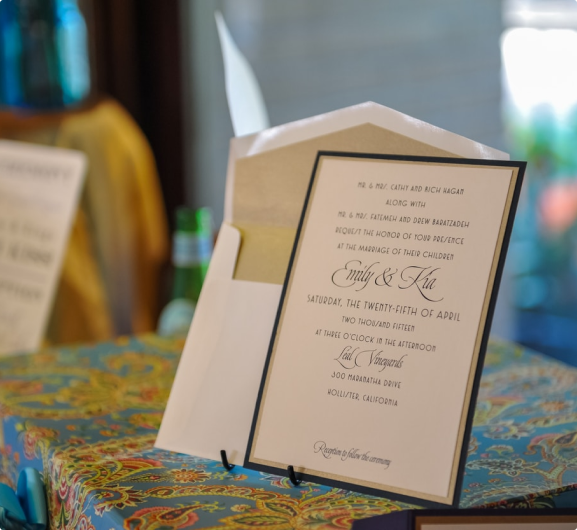 MR. & MRS. CATHY AND RICH HAGAN
ALONG WITH
MR. & MRS. FATEMEH AND DREW BARATZADEH
REQUEST THE HONOR OF YOUR PRESENCE
AT THE MARRIAGE OF THEIR CHILDREN
Emily & Kia
SATURDAY, THE TWENTY-FIFTH OF APRIL
TWO THOUSAND FIFTEEN
AT THREE O'CLOCK IN THE AFTERNOON
Leal Vineyards
300 MARANATHA DRIVE
HOLLISTER, CALIFORNIA
Reception to follow the ceremony